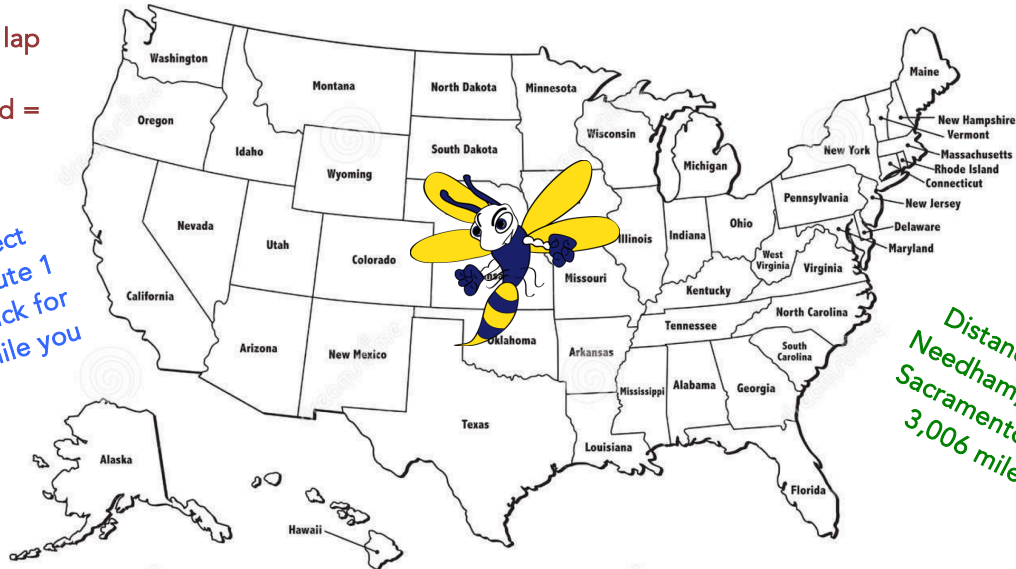 lap
d =
ect
ute 1
ck for
ile you
Washington
Oregon
California
Nevada
Idaho
Montana
Wyoming
Utah
Arizona
Colorado
New Mexico
North Dakota
South Dakota
Minnesota
Wisconsin
Michigan
Illinois
Indiana
Ohio
Missouri
Oklahoma
Arkansas
Texas
Louisiana
Mississippi
Alabama
Georgia
Florida
Tennessee
Kentucky
West
Virginia
Virginia
North Carolina
South
Carolina
Pennsylvania
New York
Maine
New Hampshire
Vermont
Massachusetts
Rhode Island
Connecticut
New Jersey
Delaware
Maryland
Alaska
Hawaii
Distan
Needham,
Sacramento
3,006 mile